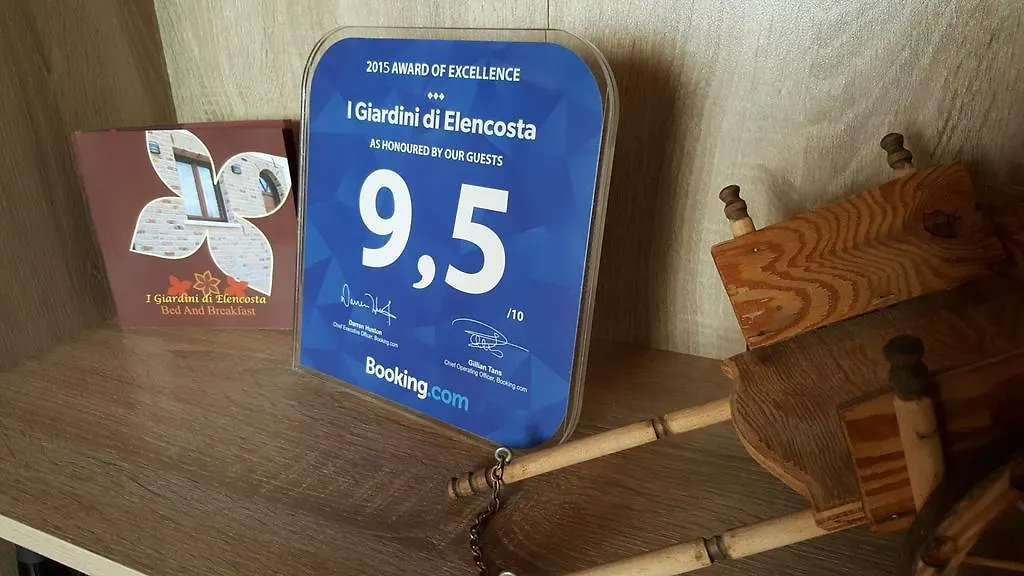 I Giardini di Elencosta
Bed And Breakfast
2015 AWARD OF EXCELLENCE
I Giardini di Elencosta
AS HONOURED BY OUR GUESTS
9,5
/10
Darren Huston
Chief Executive Officer, Booking.com
Gillian Tans
Chief Operating Officer, Booking.com
Booking.com